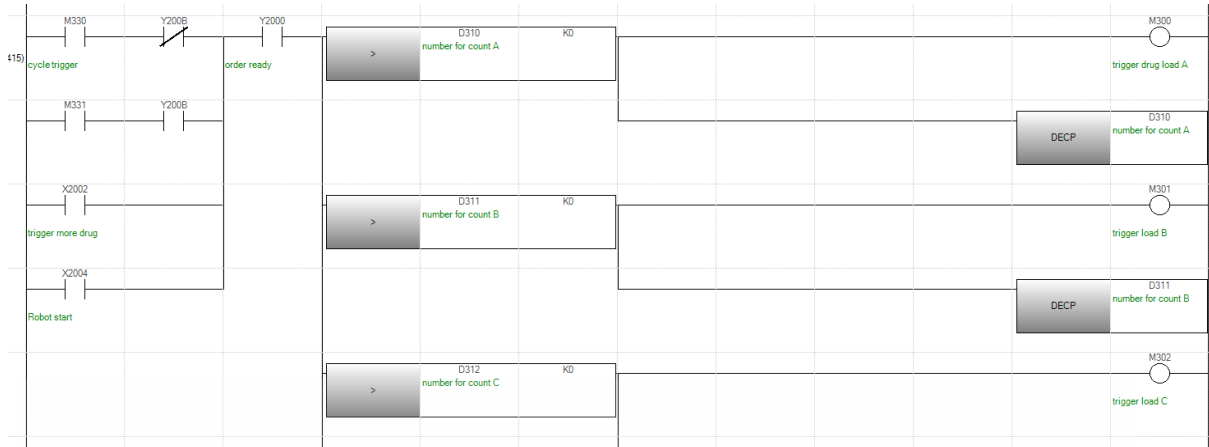 M330 Y200B Y2000 D310 K0 M300
>
number for count A
415) cycle trigger order ready trigger drug load A
M331 Y200B D310
DECP number for count A
X2002 D311 K0 M301
>
number for count B
trigger more drug trigger load B
X2004 D311
DECP number for count B
Robot start
D312 K0 M302
>
number for count C
trigger load C